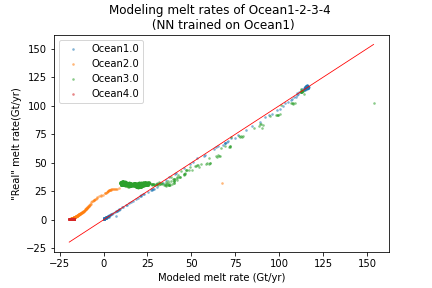 Modeling melt rates of Ocean1-2-3-4
(NN trained on Ocean1)
"Real" melt rate(Gt/yr)
150
125
100
75
50
25
0
−25
Ocean1.0
Ocean2.0
Ocean3.0
Ocean4.0
−25 0 25 50 75 100 125 150
Modeled melt rate (Gt/yr)